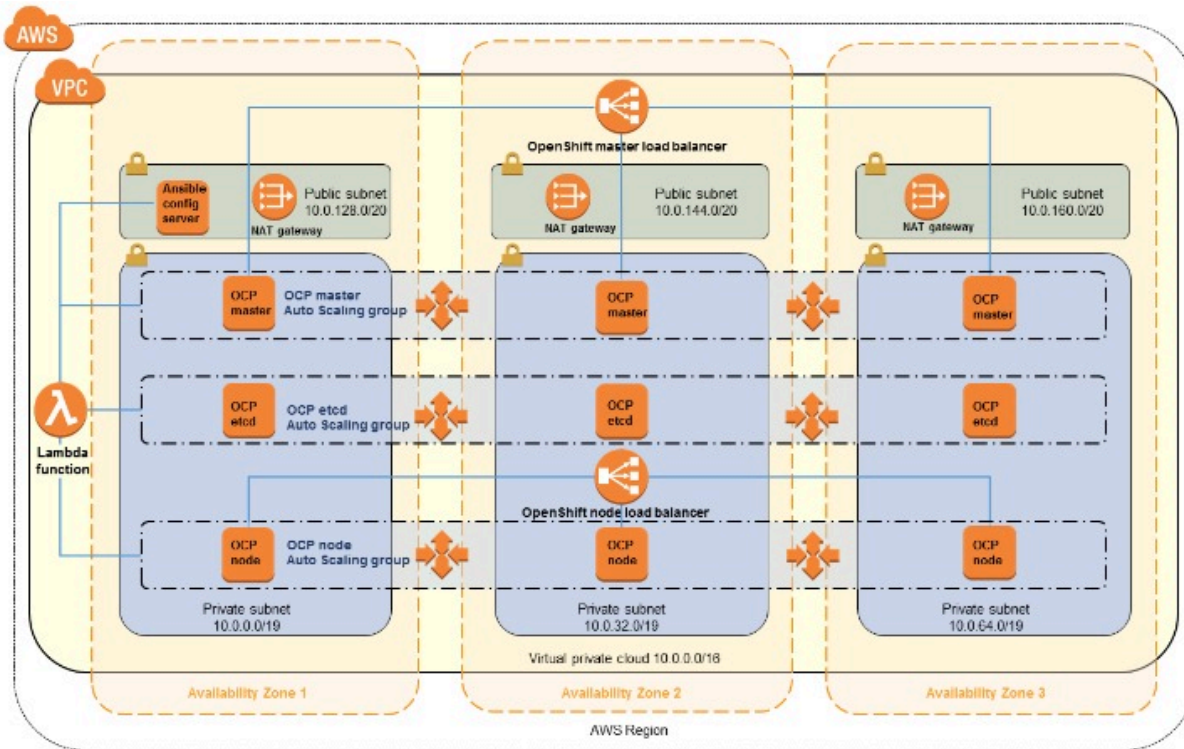 AWS
VPC
OpenShift master load balancer
Ansible
config
server
NAT gateway
Public subnet
10.0.128.0/20
NAT gateway
Public subnet
10.0.144.0/20
NAT gateway
Public subnet
10.0.160.0/20
OCP
master
OCP master
Auto Scaling group
OCP
master
OCP
master
Lambda
function
OCP
etcd
OCP etcd
Auto Scaling group
OCP
etcd
OCP
etcd
OpenShift node load balancer
OCP
node
OCP node
Auto Scaling group
OCP
node
OCP
node
Private subnet
10.0.0.0/19
Private subnet
10.0.32.0/19
Private subnet
10.0.64.0/19
Virtual private cloud 10.0.0.0/16
Availability Zone 1
Availability Zone 2
Availability Zone 3
AWS Region